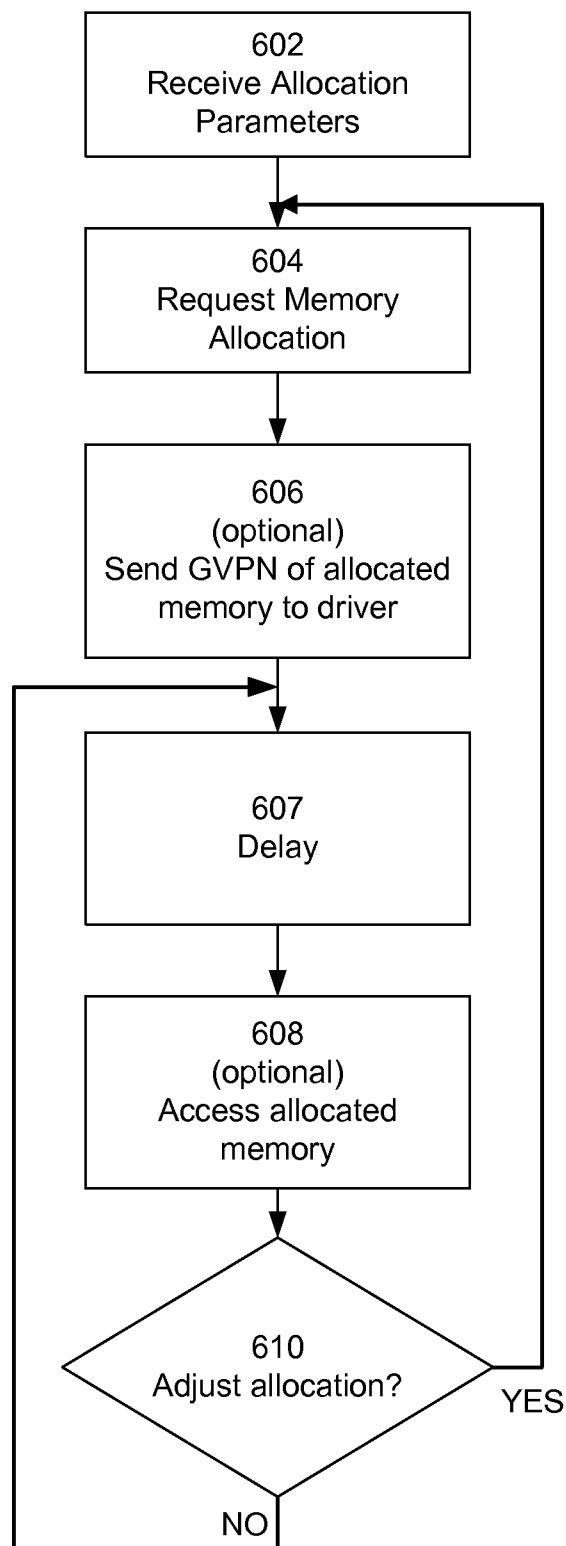 602
Receive Allocation
Parameters
604
Request Memory
Allocation
606
(optional)
Send GVPN of allocated
memory to driver
607
Delay
608
(optional)
Access allocated
memory
610
Adjust allocation?
YES
NO